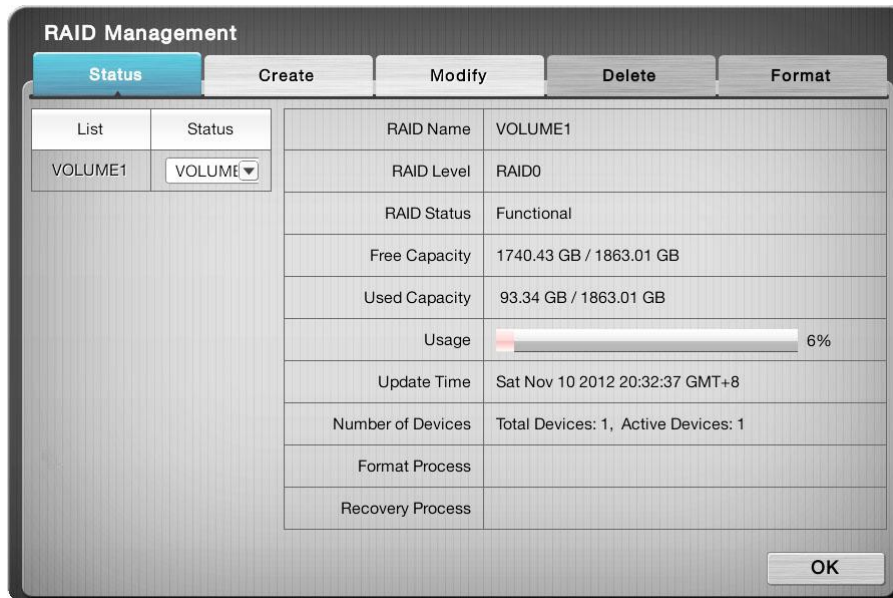 RAID Management
Status Create Modify Delete Format
List Status
VOLUME1 VOLUME
RAID Name VOLUME1
RAID Level RAID0
RAID Status Functional
Free Capacity 1740.43 GB / 1863.01 GB
Used Capacity 93.34 GB / 1863.01 GB
Usage 6%
Update Time Sat Nov 10 2012 20:32:37 GMT+8
Number of Devices Total Devices: 1, Active Devices: 1
Format Process
Recovery Process
OK